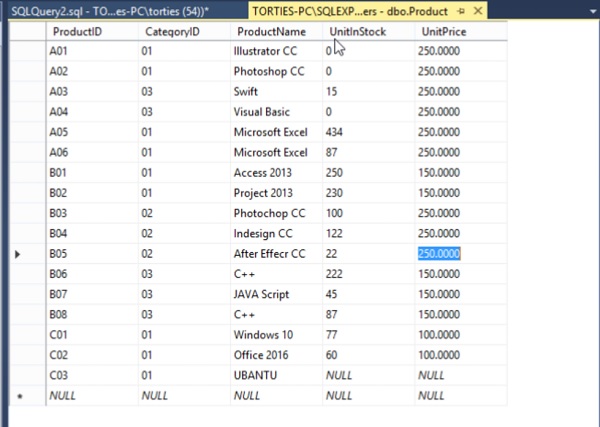 SQLQuery2.sql - TO...es-PC\torties (54))* TORTIES-PC\SQLEXP...ers - dbo.Product
ProductID CateqoryID ProductName UnitInStock UnitPrice
A01 01 Illustrator CC 0 250.0000
A02 01 Photoshop CC 0 250.0000
A03 03 Swift 15 250.0000
A04 03 Visual Basic 0 250.0000
A05 01 Microsoft Excel 434 250.0000
A06 01 Microsoft Excel 87 250.0000
B01 01 Access 2013 250 150.0000
B02 01 Project 2013 230 150.0000
B03 02 Photochop CC 100 250.0000
B04 02 Indesign CC 122 250.0000
B05 02 After Effecr CC 22 250.0000
B06 03 C++ 222 150.0000
B07 03 JAVA Script 45 150.0000
B08 03 C++ 87 150.0000
C01 01 Windows 10 77 100.0000
C02 01 Office 2016 60 100.0000
C03 01 UBANTU NULL NULL
NULL NULL NULL NULL NULL